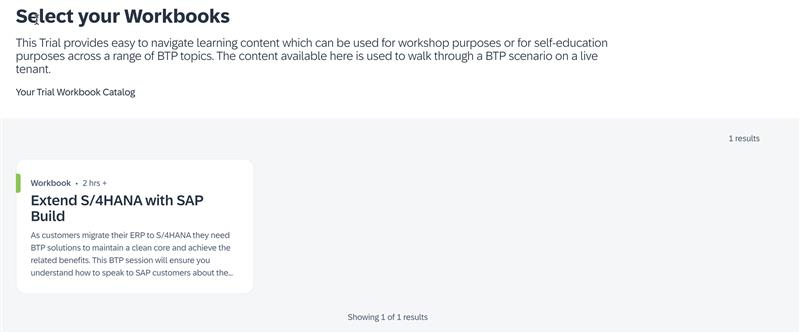 Select your Workbooks
This Trial provides easy to navigate learning content which can be used for workshop purposes or for self-education
purposes across a range of BTP topics. The content available here is used to walk through a BTP scenario on a live
tenant.
Your Trial Workbook Catalog
1 results
Workbook • 2 hrs +
Extend S/4HANA with SAP
Build
As customers migrate their ERP to S/4HANA they need
BTP solutions to maintain a clean core and achieve the
related benefits. This BTP session will ensure you
understand how to speak to SAP customers about the...
Showing 1 of 1 results